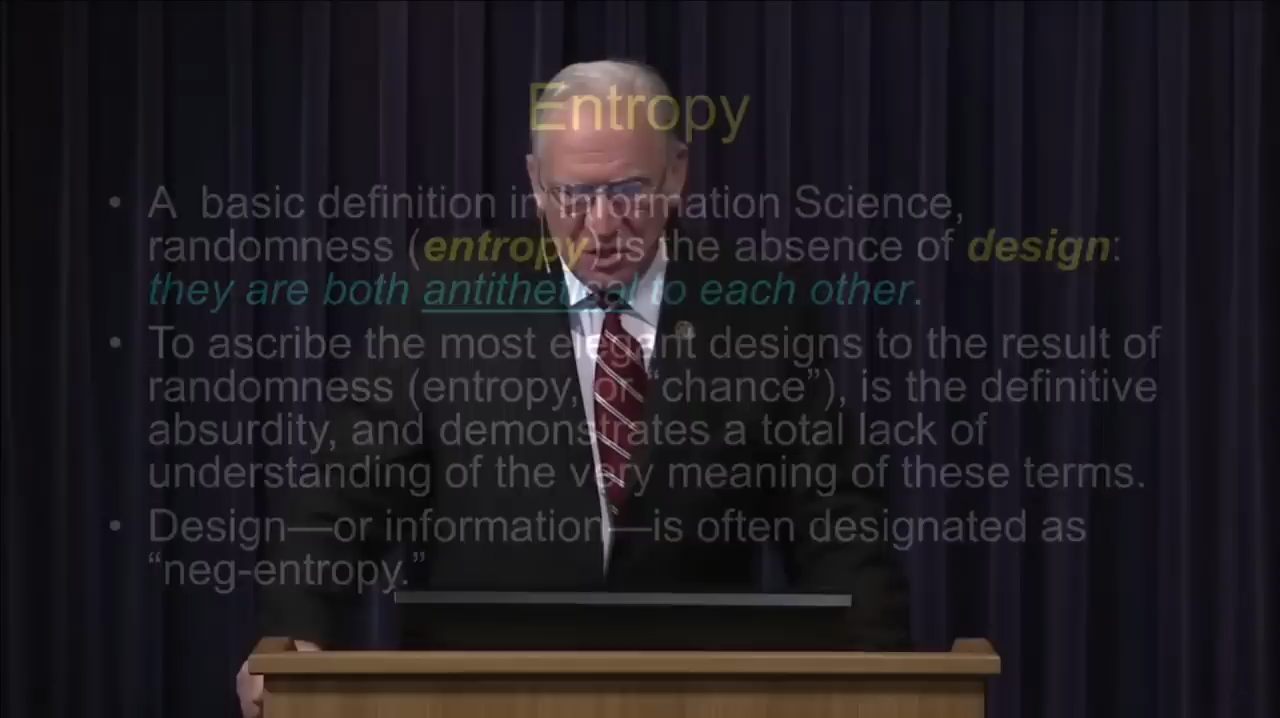 Entropy
• A basic definition in Information Science,
randomness (entropy) is the absence of design:
they are both antithetical to each other.
• To ascribe the most elegant designs to the result of
randomness (entropy, or “chance”), is the definitive
absurdity, and demonstrates a total lack of
understanding of the very meaning of these terms.
• Design—or information—is often designated as
“neg-entropy.”